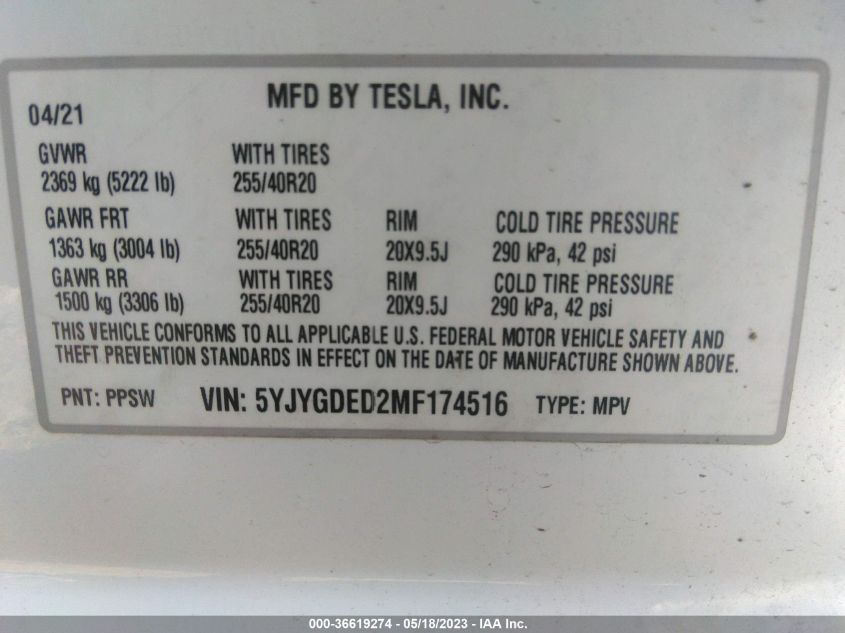 MFD BY TESLA, INC.
04/21
GVWR WITH TIRES
2369 kg (5222 lb) 255/40R20
GAWR FRT WITH TIRES RIM COLD TIRE PRESSURE
1363 kg (3004 lb) 255/40R20 20X9.5J 290 kPa, 42 psi
GAWR RR WITH TIRES RIM COLD TIRE PRESSURE
1500 kg (3306 lb) 255/40R20 20X9.5J 290 kPa, 42 psi
THIS VEHICLE CONFORMS TO ALL APPLICABLE U.S. FEDERAL MOTOR VEHICLE SAFETY AND
THEFT PREVENTION STANDARDS IN EFFECT ON THE DATE OF MANUFACTURE SHOWN ABOVE.
PNT: PPSW VIN: 5YJYGDED2MF174516 TYPE: MPV
000-36619274 - 05/18/2023 - IAA Inc.